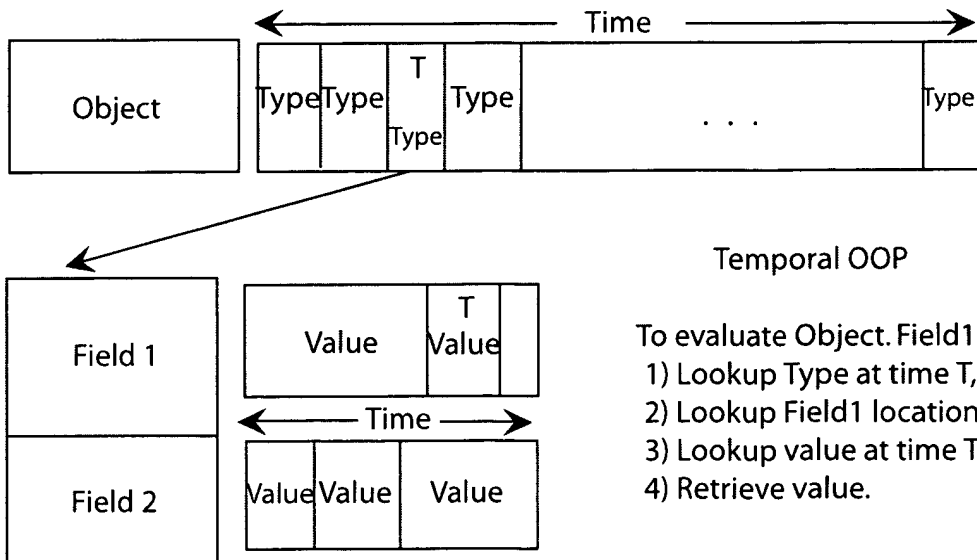 Time
Object
Type Type T Type Type . . . Type
Temporal OOP
Field 1
Value T Value
To evaluate Object. Field1
1) Lookup Type at time T,
2) Lookup Field1 location
3) Lookup value at time T
4) Retrieve value.
Time
Field 2
Value Value Value